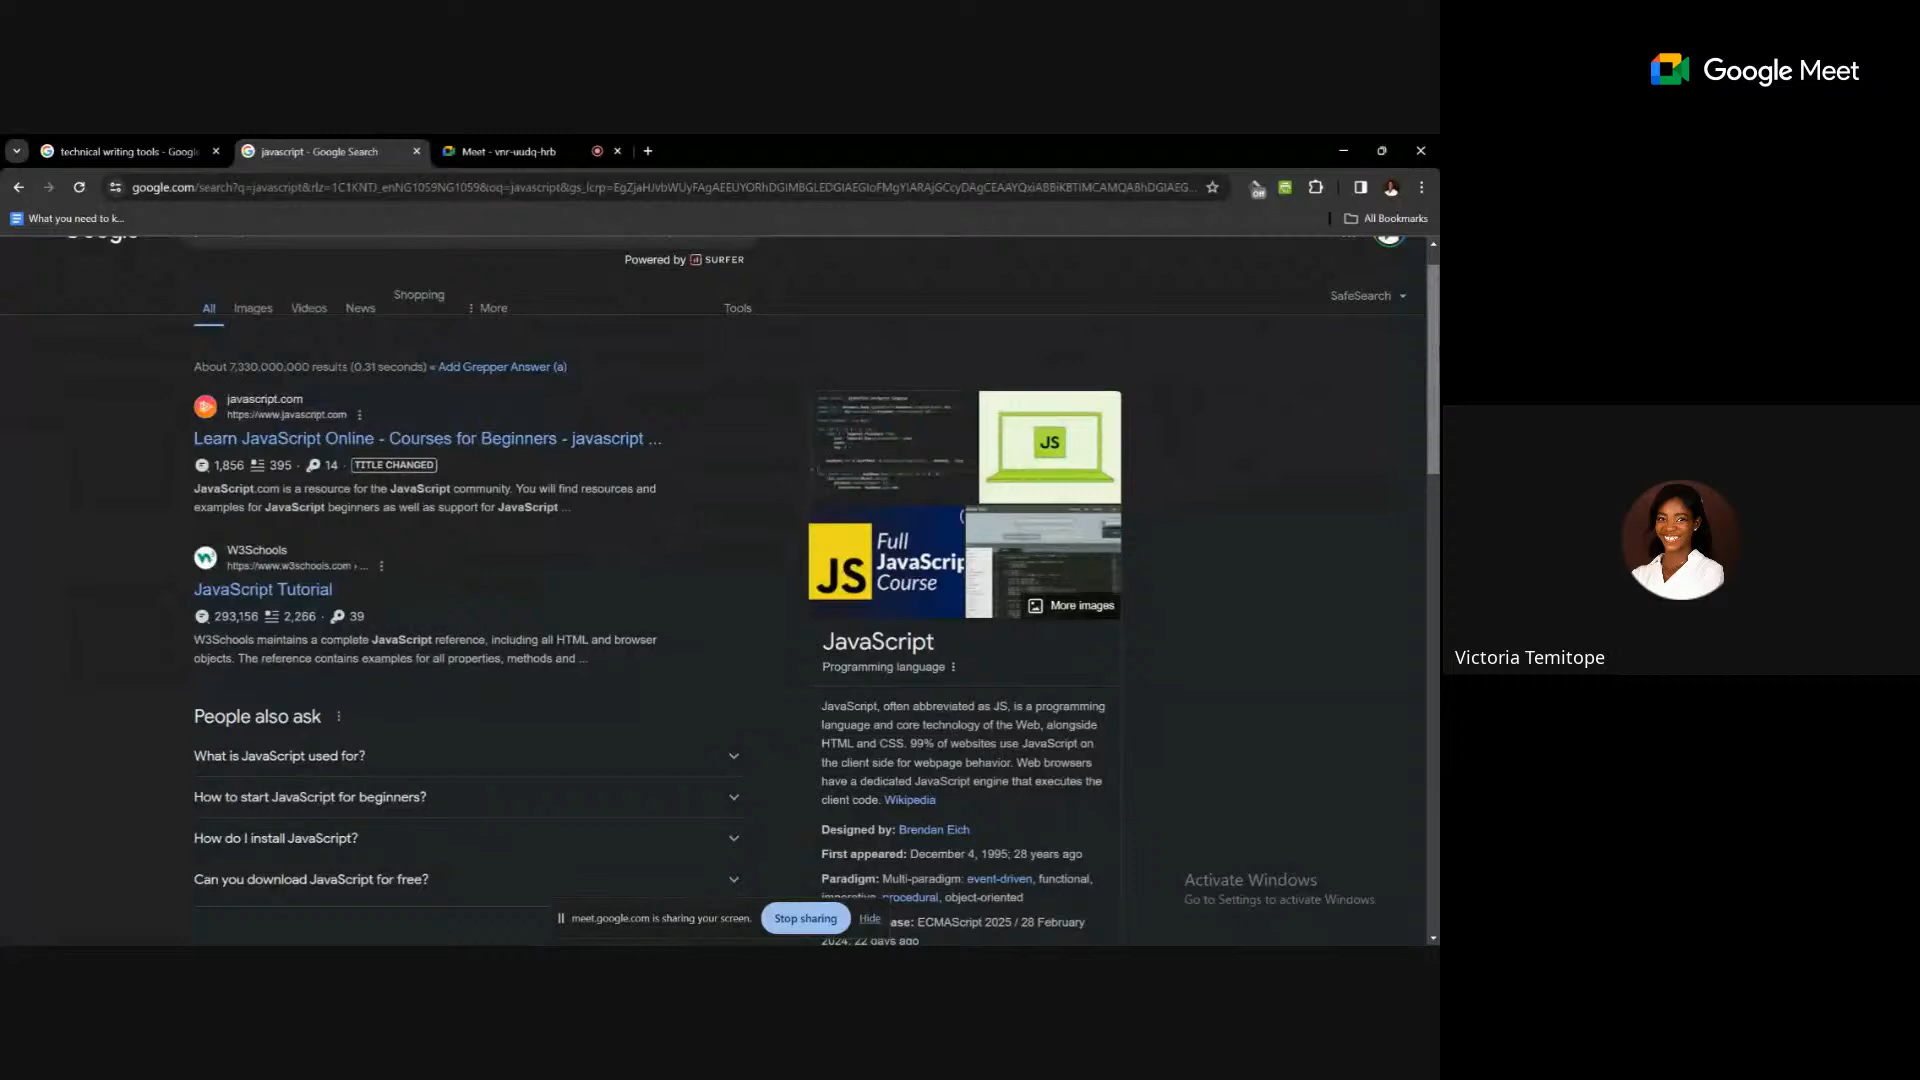 Google Meet
technical writing tools - Google
javascript - Google Search
Meet - vnr-uudq-hrb
Off
What you need to k...
All Bookmarks
Google
Powered by SURFER
All
Images
Videos
News
Shopping
More
Tools
SafeSearch
About 7,330,000,000 results (0.31 seconds) « Add Grepper Answer (a)
javascript.com
https://www.javascript.com
Learn JavaScript Online - Courses for Beginners - javascript ...
1,856 395 · 14 · TITLE CHANGED
JavaScript.com is a resource for the JavaScript community. You will find resources and
examples for JavaScript beginners as well as support for JavaScript ...
W3Schools
https://www.w3schools.com › ...
JavaScript Tutorial
293,156 2,266 · 39
W3Schools maintains a complete JavaScript reference, including all HTML and browser
objects. The reference contains examples for all properties, methods and ...
People also ask
What is JavaScript used for?
How to start JavaScript for beginners?
How do I install JavaScript?
Can you download JavaScript for free?
JS
JS
Full
JavaScrip
Course
More images
JavaScript
Programming language
JavaScript, often abbreviated as JS, is a programming
language and core technology of the Web, alongside
HTML and CSS. 99% of websites use JavaScript on
the client side for webpage behavior. Web browsers
have a dedicated JavaScript engine that executes the
client code. Wikipedia
Designed by: Brendan Eich
First appeared: December 4, 1995; 28 years ago
Paradigm: Multi-paradigm: event-driven, functional,
imperative, procedural, object-oriented
ase: ECMAScript 2025 / 28 February
2024; 22 days ago
meet.google.com is sharing your screen.
Stop sharing
Hide
Activate Windows
Go to Settings to activate Windows.
Victoria Temitope